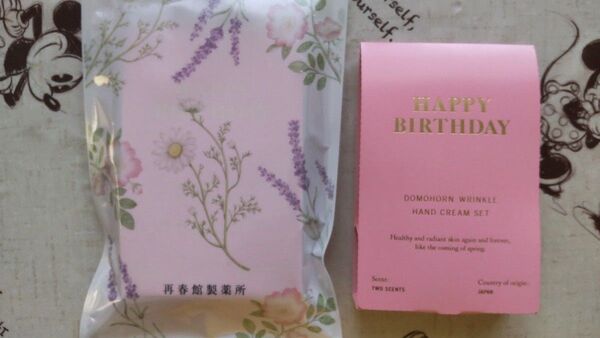 再春館製薬所
HAPPY
BIRTHDAY
DOMOHORN WRINKLE
HAND CREAM SET
Healthy and radiant skin again and forever,
like the coming of spring.
Scent:
TWO SCENTS
Country of origin:
JAPAN
yourself,